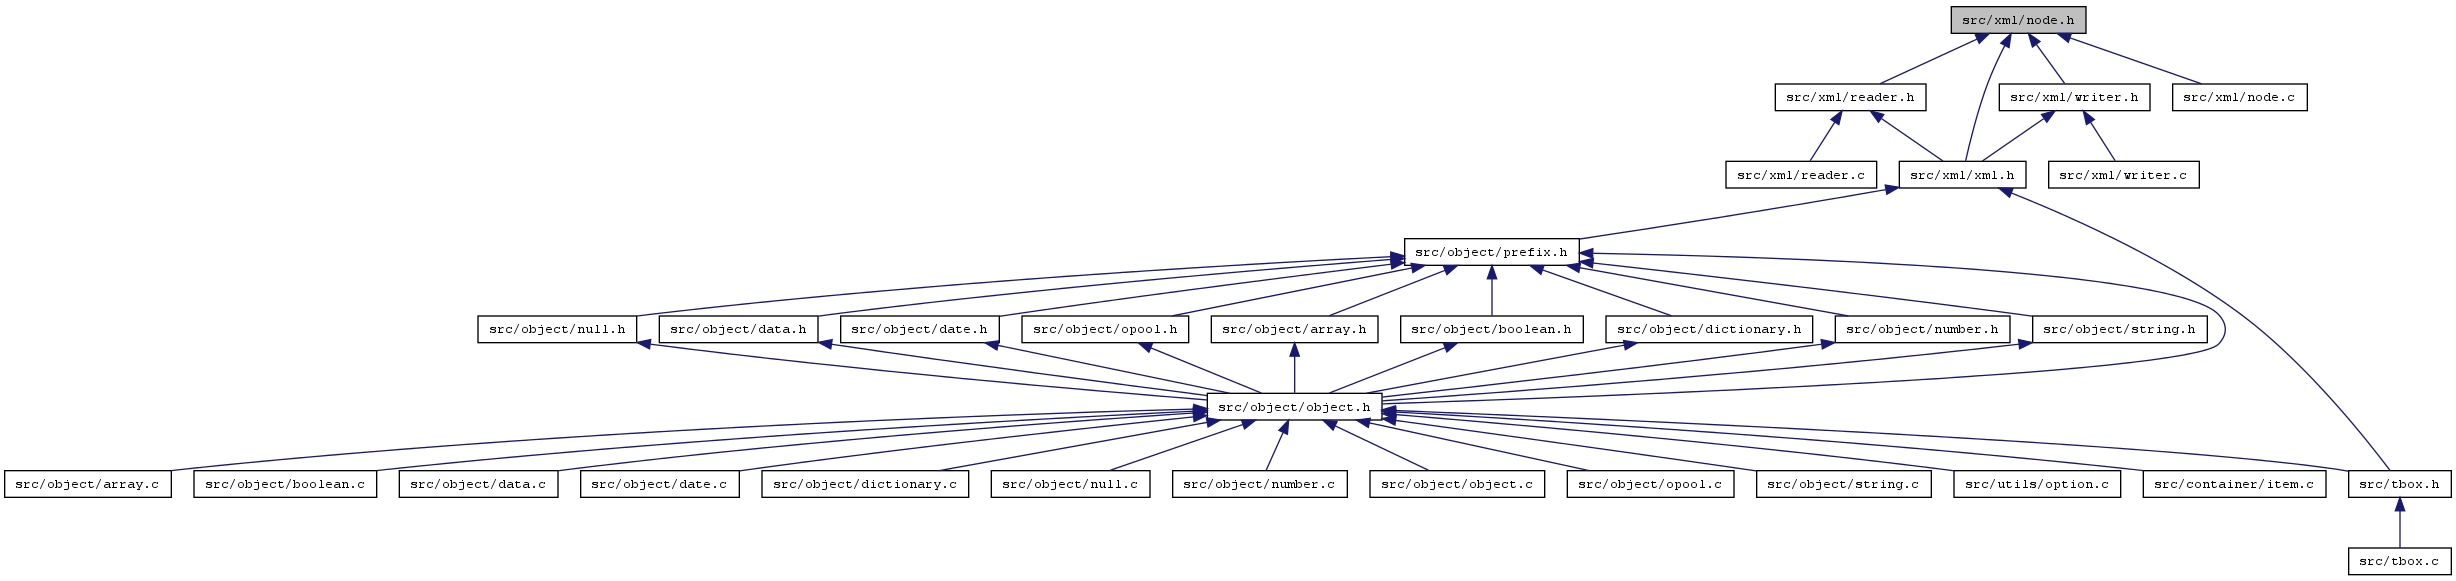 src/xml/node.h
src/xml/reader.h
src/xml/writer.h
src/xml/node.c
src/xml/reader.c
src/xml/xml.h
src/xml/writer.c
src/object/prefix.h
src/object/null.h
src/object/data.h
src/object/date.h
src/object/opool.h
src/object/array.h
src/object/boolean.h
src/object/dictionary.h
src/object/number.h
src/object/string.h
src/object/object.h
src/object/array.c
src/object/boolean.c
src/object/data.c
src/object/date.c
src/object/dictionary.c
src/object/null.c
src/object/number.c
src/object/object.c
src/object/opool.c
src/object/string.c
src/utils/option.c
src/container/item.c
src/tbox.h
src/tbox.c